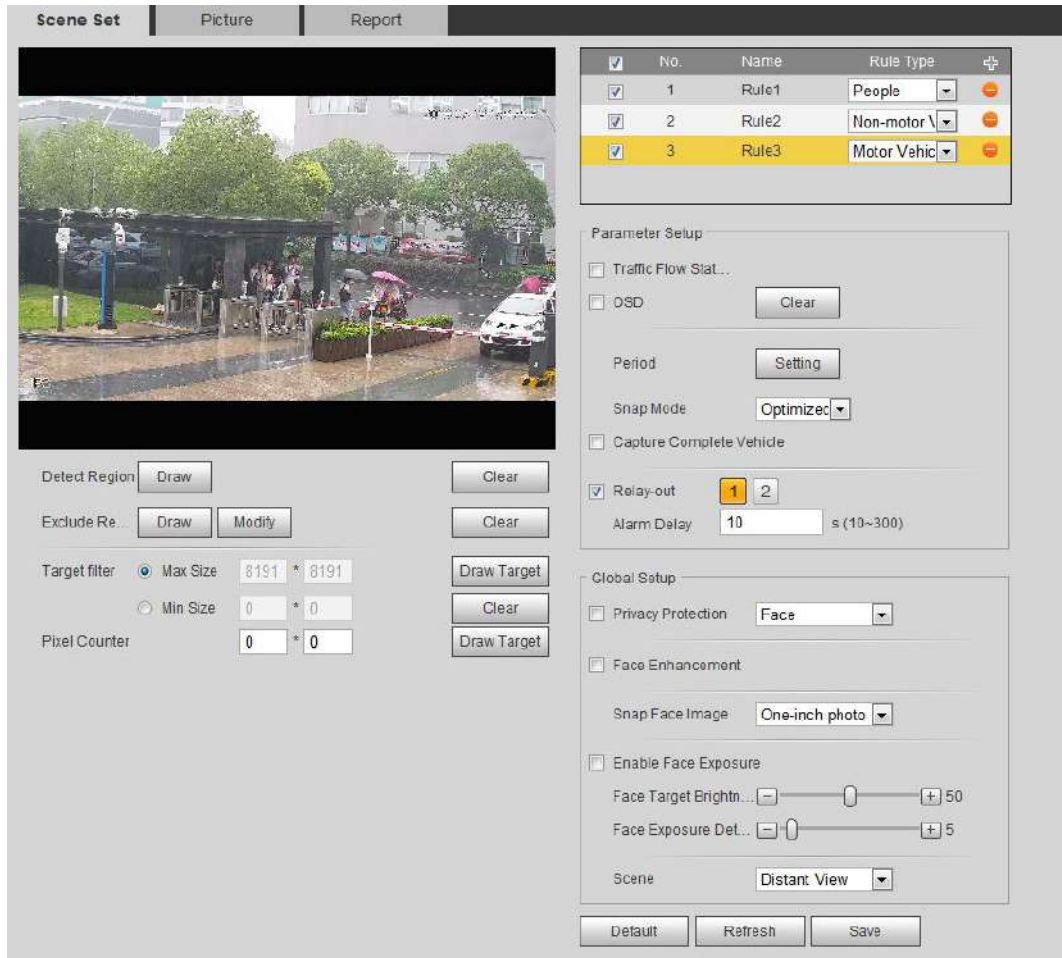 Scene Set Picture Report
No. Name Rule Type
1 Rule1 People
2 Rule2 Non-motor V
3 Rule3 Motor Vehic
Parameter Setup
Traffic Flow Stat...
OSD Clear
Period Setting
Snap Mode Optimized
Capture Complete Vehicle
Relay-out 1 2
Alarm Delay 10 s (10~300)
Detect Region Draw Clear
Exclude Re... Draw Modify Clear
Target filter Max Size 8191 * 8191 Draw Target
Min Size 0 * 0 Clear
Pixel Counter 0 * 0 Draw Target
Global Setup
Privacy Protection Face
Face Enhancement
Snap Face Image One-inch photo
Enable Face Exposure
Face Target Brightn... 50
Face Exposure Det... 5
Scene Distant View
Default Refresh Save